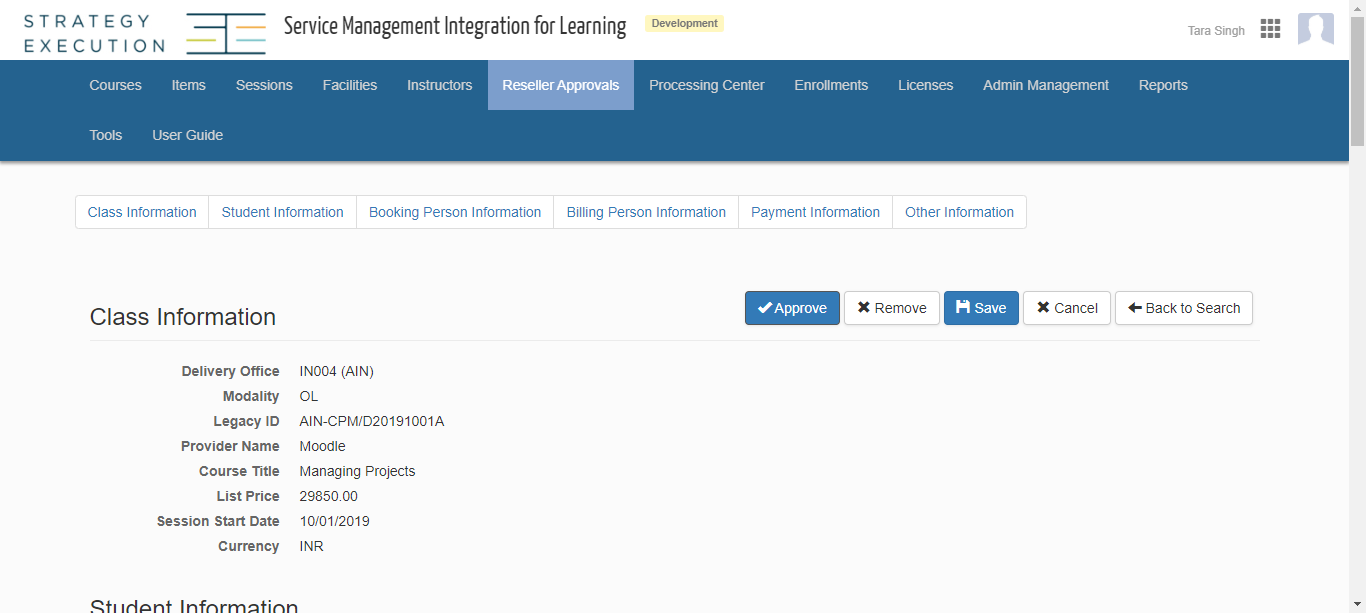 STRATEGY
EXECUTION
Service Management Integration for Learning
Development
Tara Singh
Courses Items Sessions Facilities Instructors Reseller Approvals Processing Center Enrollments Licenses Admin Management Reports
Tools User Guide
Class Information Student Information Booking Person Information Billing Person Information Payment Information Other Information
Class Information
Approve Remove Save Cancel Back to Search
Delivery Office IN004 (AIN)
Modality OL
Legacy ID AIN-CPM/D20191001A
Provider Name Moodle
Course Title Managing Projects
List Price 29850.00
Session Start Date 10/01/2019
Currency INR
Student Information